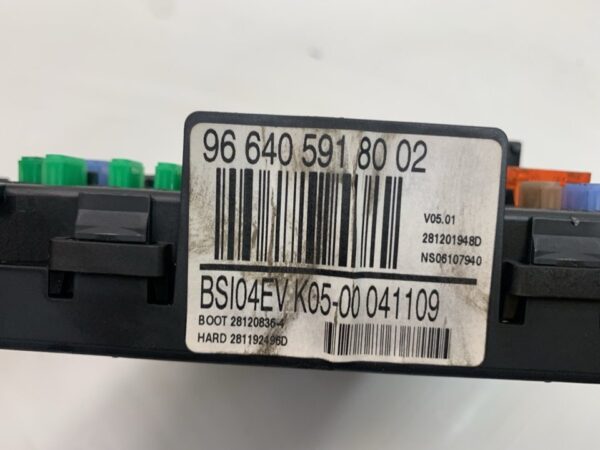 96 640 591 80 02
V05.01
281201948D
NS06107940
BSI04EV K05-00 041109
BOOT 28120836-4
HARD 281192496D